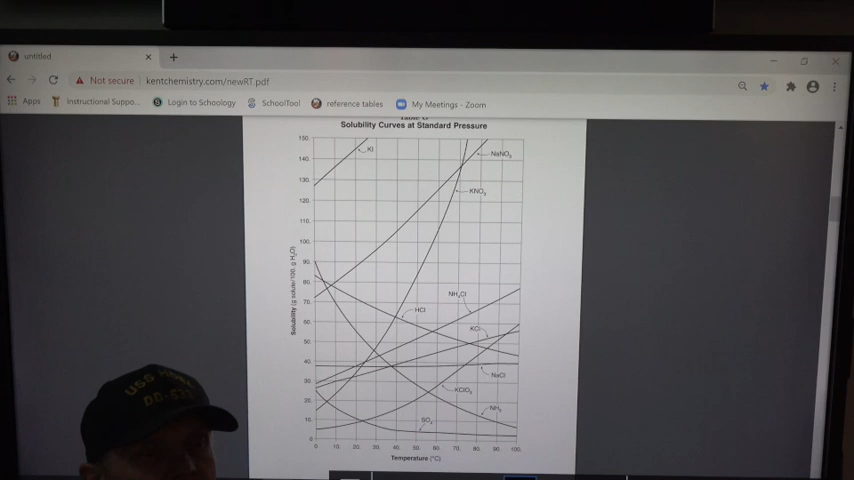 untitled
Not secure kentchemistry.com/newRT.pdf
Apps Instructional Suppo... Login to Schoology SchoolTool reference tables My Meetings - Zoom
Solubility Curves at Standard Pressure
150.
140.
130.
120.
110.
100.
90.
80.
70.
60.
50.
40.
30.
20.
10.
0
Solubility (g solute/100. g H₂O)
KI
NaNO₃
KNO₃
NH₄Cl
HCl
KCl
NaCl
KClO₃
NH₃
SO₂
0 10. 20. 30. 40. 50. 60. 70. 80. 90. 100.
Temperature (°C)
USS
DD-